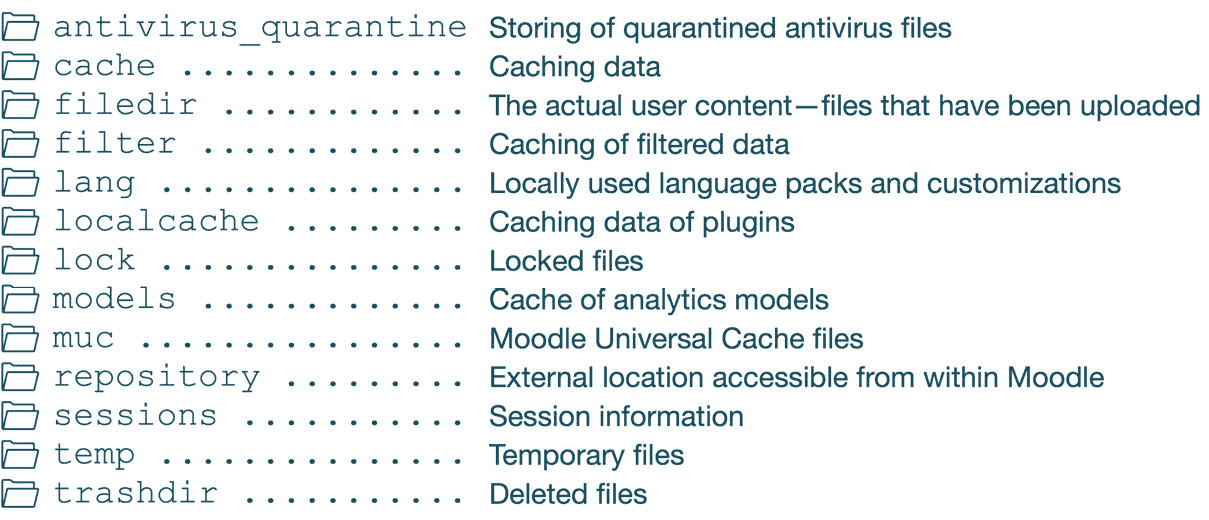 antivirus_quarantine Storing of quarantined antivirus files
cache .............. Caching data
filedir ............ The actual user content—files that have been uploaded
filter ............. Caching of filtered data
lang ............... Locally used language packs and customizations
localcache ......... Caching data of plugins
lock ............... Locked files
models ............. Cache of analytics models
muc ................ Moodle Universal Cache files
repository ......... External location accessible from within Moodle
sessions ........... Session information
temp ............... Temporary files
trashdir ........... Deleted files